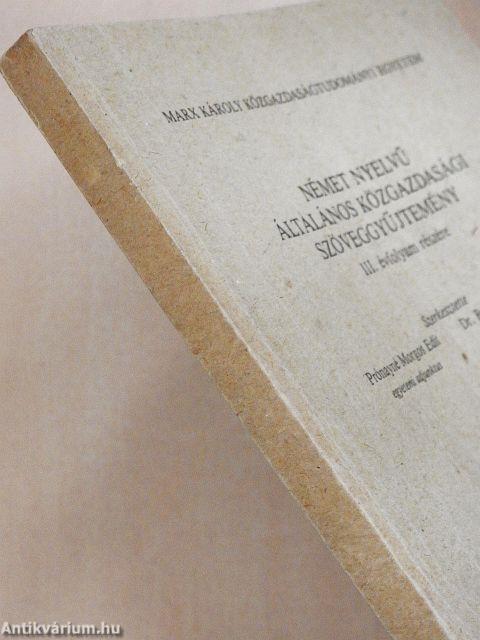 MARX KÁROLY KÖZGAZDASÁGTUDOMÁNYI EGYETEM
NÉMET NYELVŰ
ÁLTALÁNOS KÖZGAZDASÁGI
SZÖVEGGYŰJTEMÉNY
III. évfolyam részére
Szerkesztette
Prónayné Morgos Edit
Dr.
egyetemi adjunktus
Antikvárium.hu